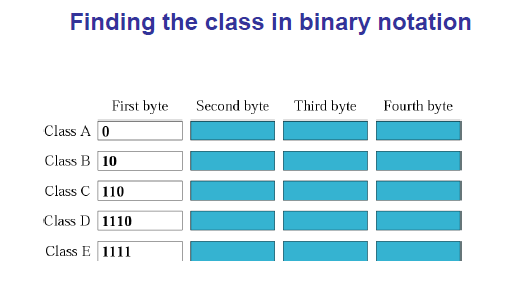 Finding the class in binary notation
First byte Second byte Third byte Fourth byte
Class A 0
Class B 10
Class C 110
Class D 1110
Class E 1111